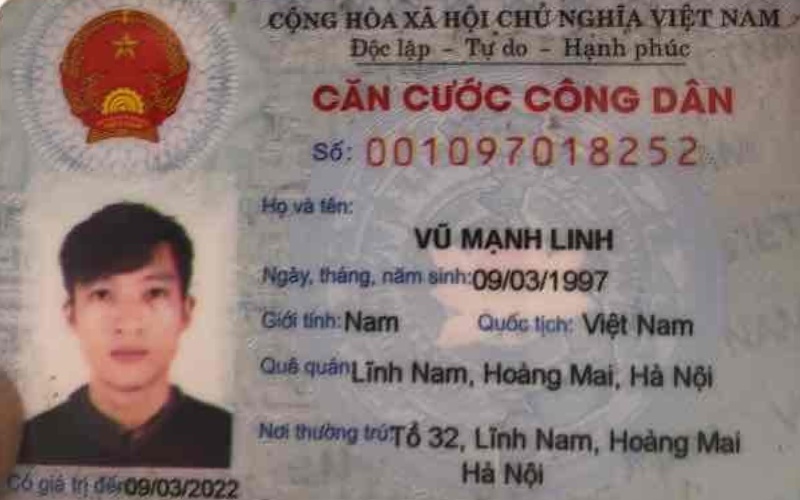 CỘNG HÒA XÃ HỘI CHỦ NGHĨA VIỆT NAM
Độc lập - Tự do - Hạnh phúc
CĂN CƯỚC CÔNG DÂN
Số: 001097018252
Họ và tên:
VŨ MẠNH LINH
Ngày, tháng, năm sinh: 09/03/1997
Giới tính: Nam Quốc tịch: Việt Nam
Quê quán: Lĩnh Nam, Hoàng Mai, Hà Nội
Nơi thường trú: Tổ 32, Lĩnh Nam, Hoàng Mai
Hà Nội
Có giá trị đến 09/03/2022